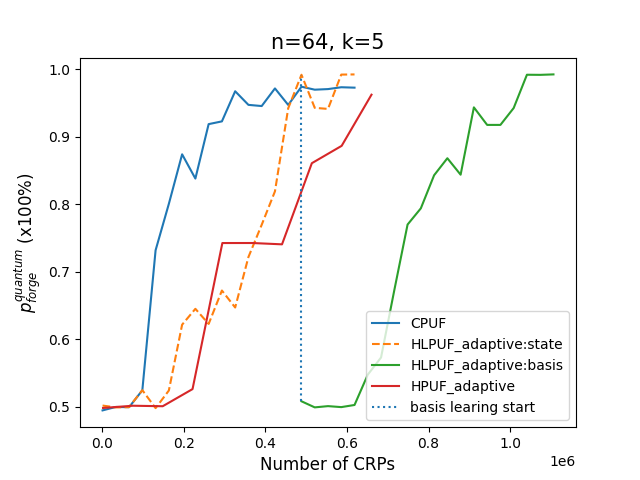 n=64, k=5
1.0
0.9
0.8
0.7
0.6
0.5
p_{forge}^{quantum} (x100%)
CPUF
HLPUF_adaptive:state
HLPUF_adaptive:basis
HPUF_adaptive
basis learing start
0.0 0.2 0.4 0.6 0.8 1.0
1e6
Number of CRPs